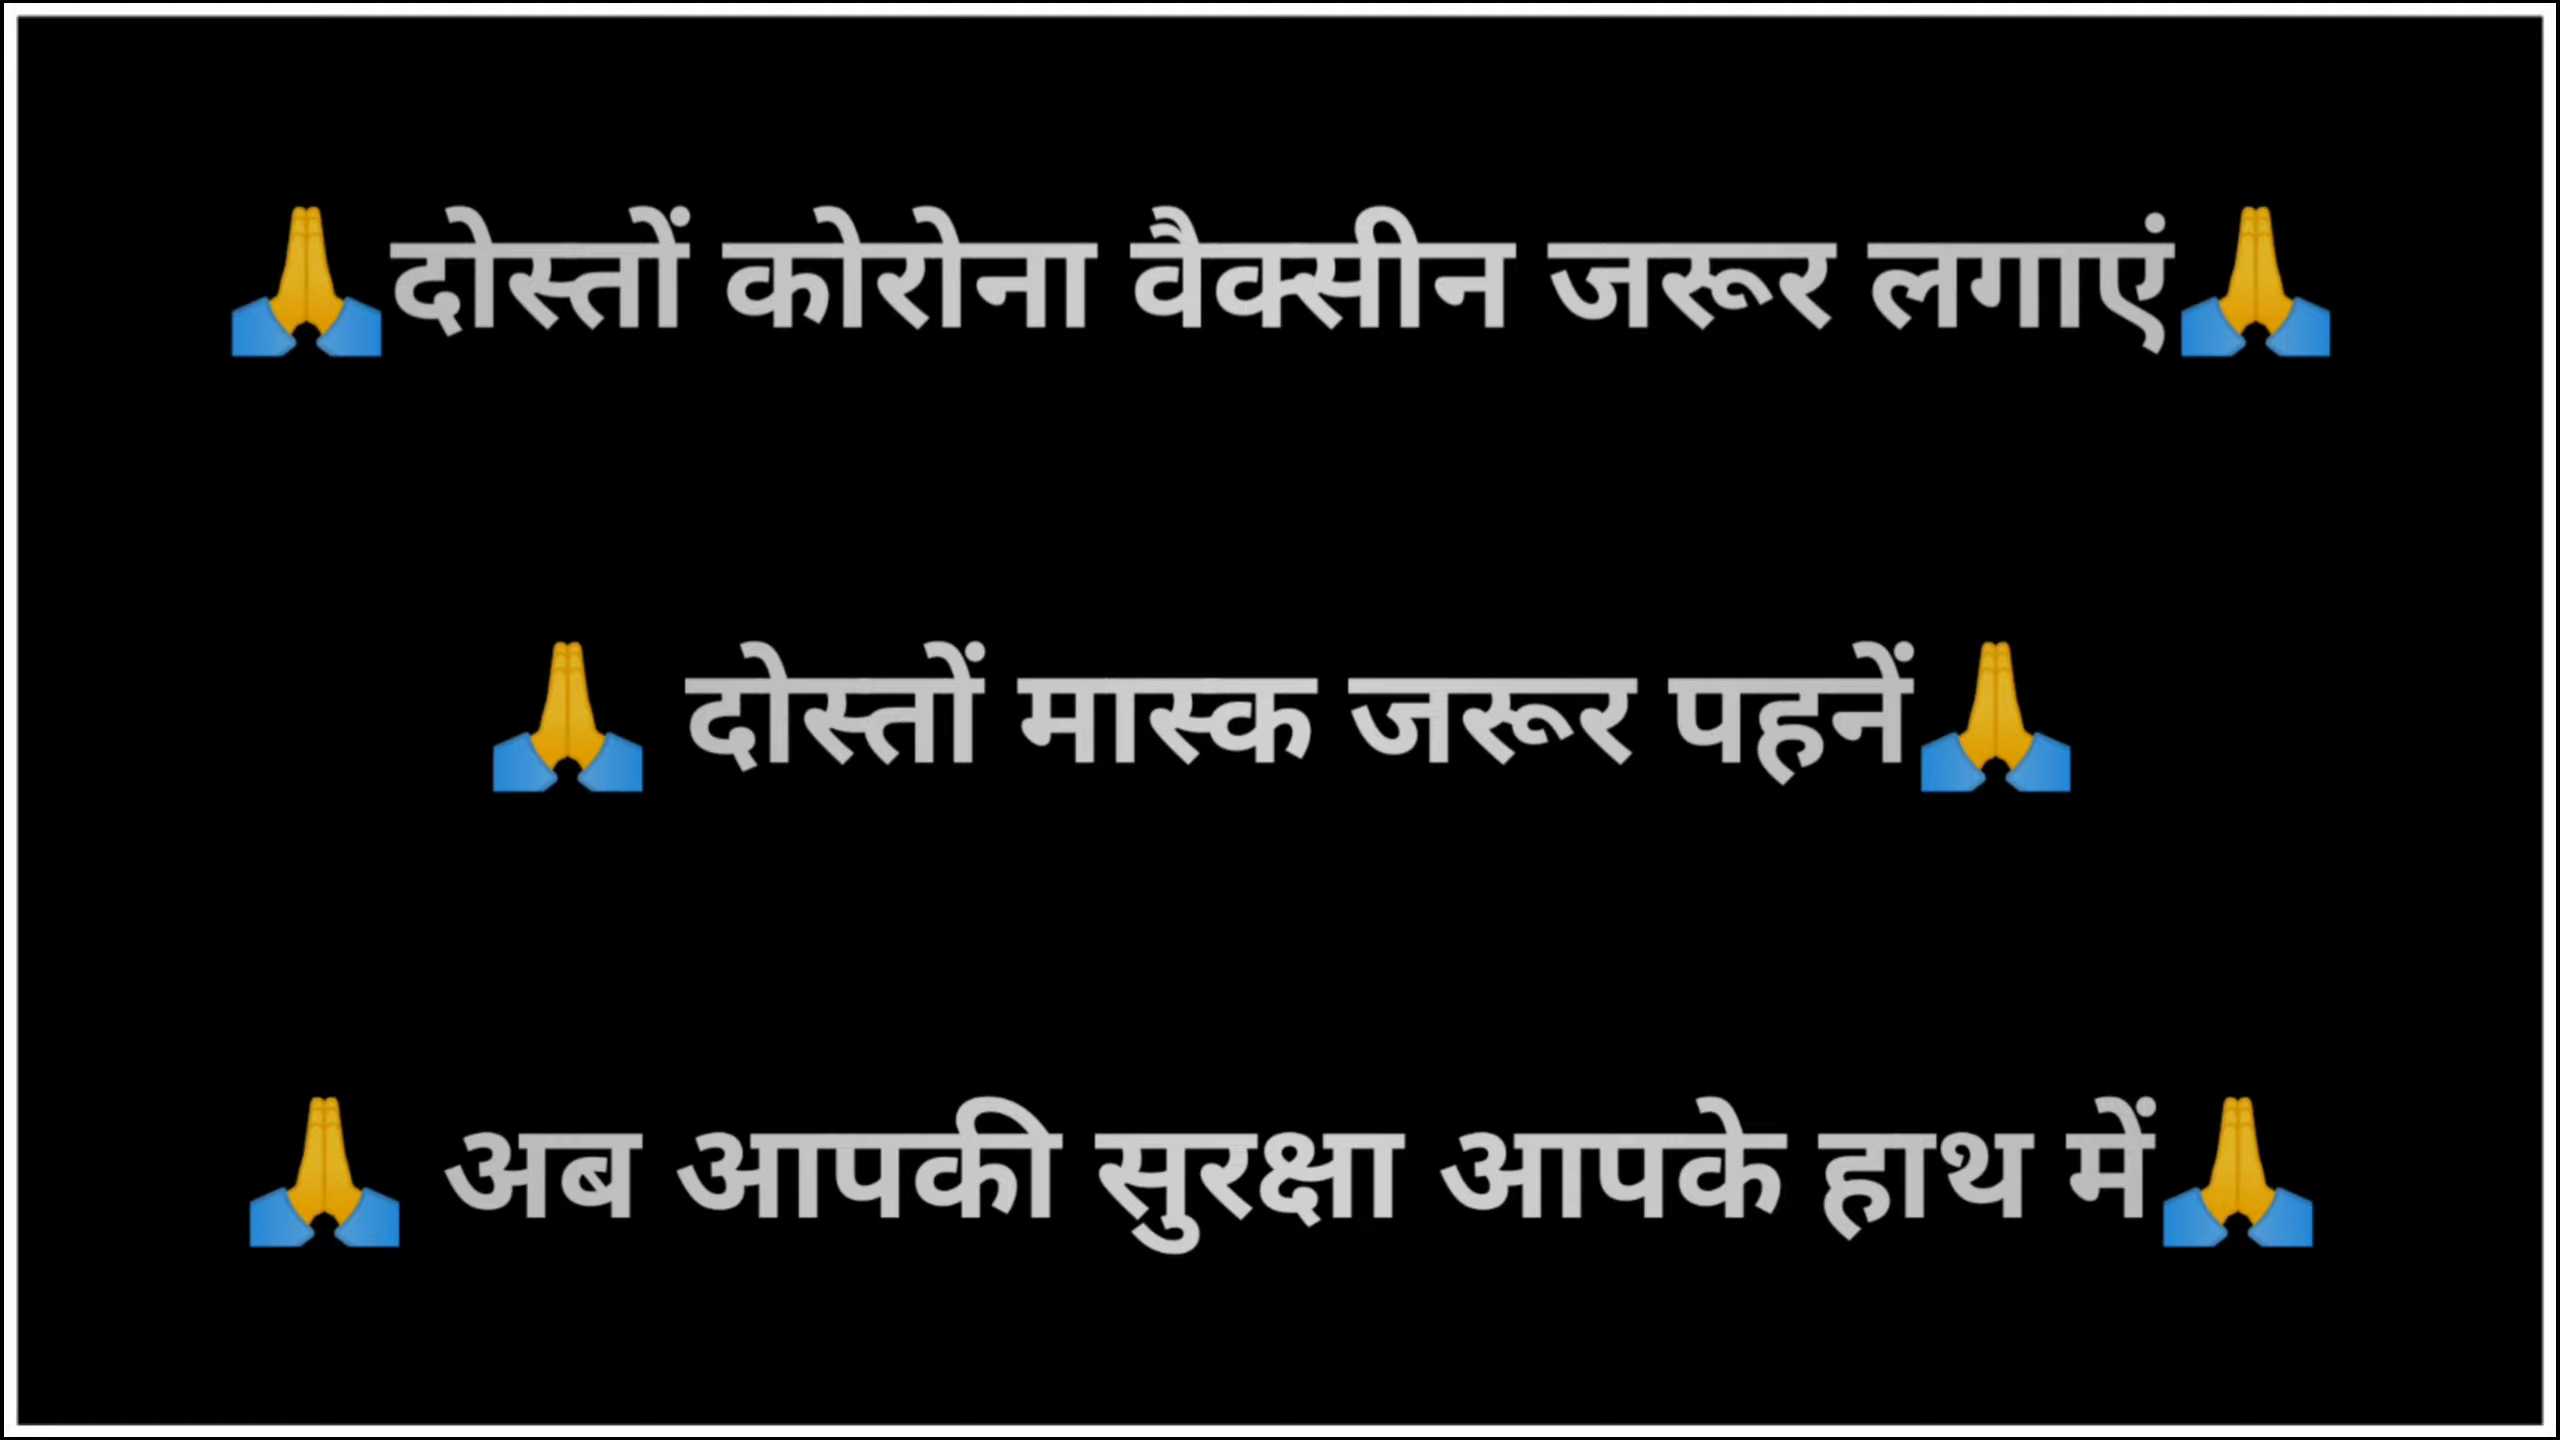 🙏दोस्तों कोरोना वैक्सीन जरूर लगाएं🙏
🙏 दोस्तों मास्क जरूर पहनें🙏
🙏 अब आपकी सुरक्षा आपके हाथ में🙏